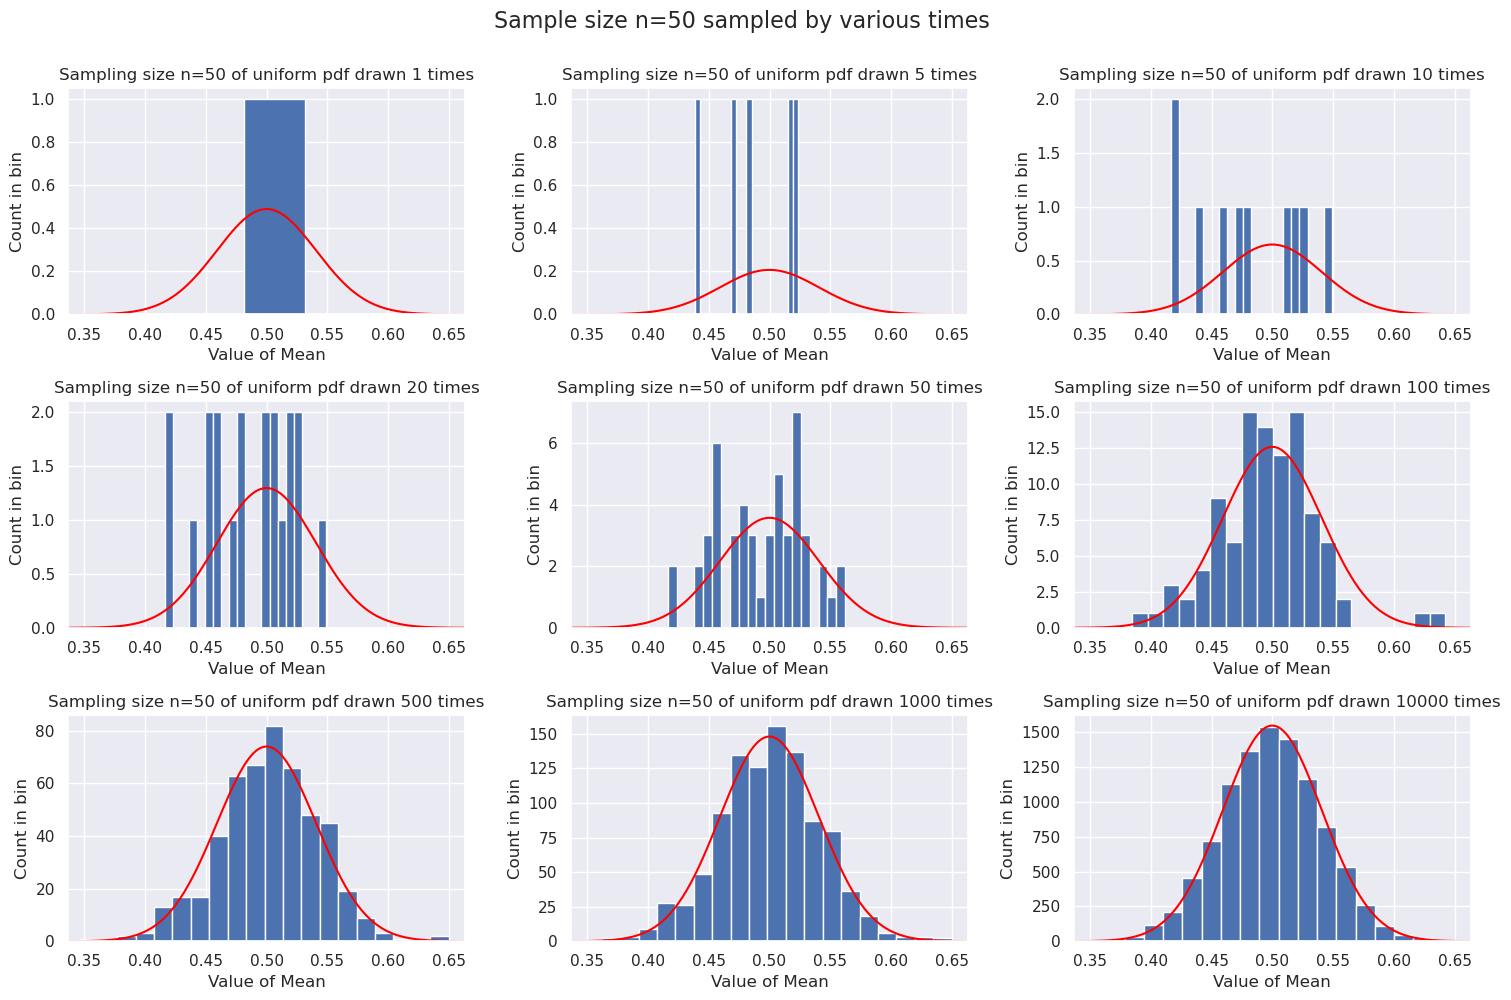 Sample size n=50 sampled by various times
Sampling size n=50 of uniform pdf drawn 1 times
1.0
0.8
0.6
0.4
0.2
0.0
Count in bin
0.35 0.40 0.45 0.50 0.55 0.60 0.65
Value of Mean
Sampling size n=50 of uniform pdf drawn 5 times
1.0
0.8
0.6
0.4
0.2
0.0
Count in bin
0.35 0.40 0.45 0.50 0.55 0.60 0.65
Value of Mean
Sampling size n=50 of uniform pdf drawn 10 times
2.0
1.5
1.0
0.5
0.0
Count in bin
0.35 0.40 0.45 0.50 0.55 0.60 0.65
Value of Mean
Sampling size n=50 of uniform pdf drawn 20 times
2.0
1.5
1.0
0.5
0.0
Count in bin
0.35 0.40 0.45 0.50 0.55 0.60 0.65
Value of Mean
Sampling size n=50 of uniform pdf drawn 50 times
6
4
2
0
Count in bin
0.35 0.40 0.45 0.50 0.55 0.60 0.65
Value of Mean
Sampling size n=50 of uniform pdf drawn 100 times
15.0
12.5
10.0
7.5
5.0
2.5
0.0
Count in bin
0.35 0.40 0.45 0.50 0.55 0.60 0.65
Value of Mean
Sampling size n=50 of uniform pdf drawn 500 times
80
60
40
20
0
Count in bin
0.35 0.40 0.45 0.50 0.55 0.60 0.65
Value of Mean
Sampling size n=50 of uniform pdf drawn 1000 times
150
125
100
75
50
25
0
Count in bin
0.35 0.40 0.45 0.50 0.55 0.60 0.65
Value of Mean
Sampling size n=50 of uniform pdf drawn 10000 times
1500
1250
1000
750
500
250
0
Count in bin
0.35 0.40 0.45 0.50 0.55 0.60 0.65
Value of Mean